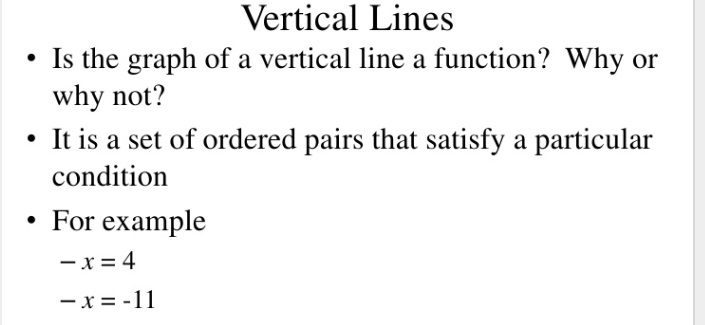 Vertical Lines
• Is the graph of a vertical line a function? Why or
why not?
• It is a set of ordered pairs that satisfy a particular
condition
• For example
– x = 4
– x = -11